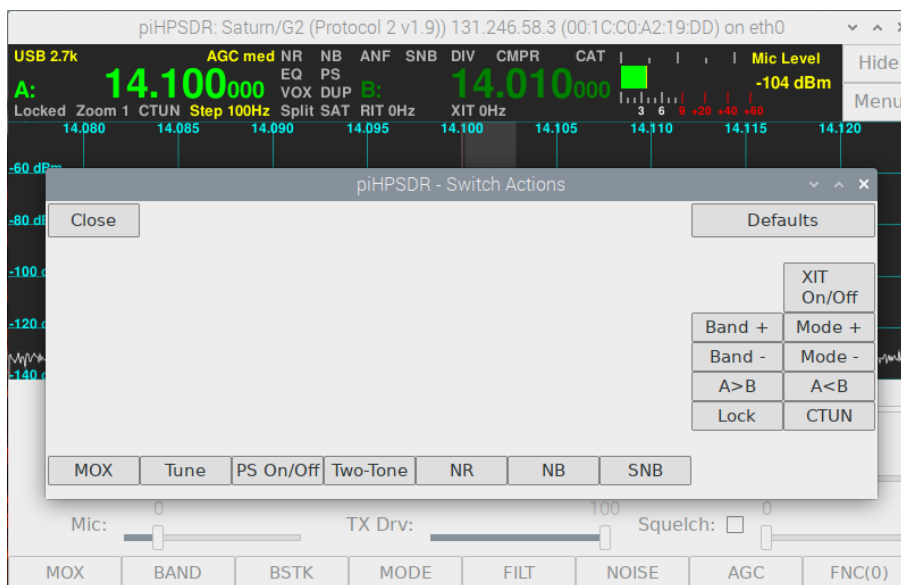 piHPSDR: Saturn/G2 (Protocol 2 v1.9)) 131.246.58.3 (00:1C:C0:A2:19:DD) on eth0
USB 2.7k AGC med NR NB ANF SNB DIV CMPR CAT Mic Level Hide
EQ PS -104 dBm
A: 14.100000 VOX DUP B: 14.010000
Locked Zoom 1 CTUN Step 100Hz Split SAT RIT 0Hz XIT 0Hz 3 6 9 +20 +40 +60 Menu
14.080 14.085 14.090 14.095 14.100 14.105 14.110 14.115 14.120
-60 dBm
piHPSDR - Switch Actions
Close Defaults
-80 dB
-100 d
XIT
On/Off
-120 d
Band + Mode +
Band - Mode -
-140 d
A>B A<B
Lock CTUN
MOX Tune PS On/Off Two-Tone NR NB SNB
0 100 0
Mic: TX Drv: Squelch:
MOX BAND BSTK MODE FILT NOISE AGC FNC(0)